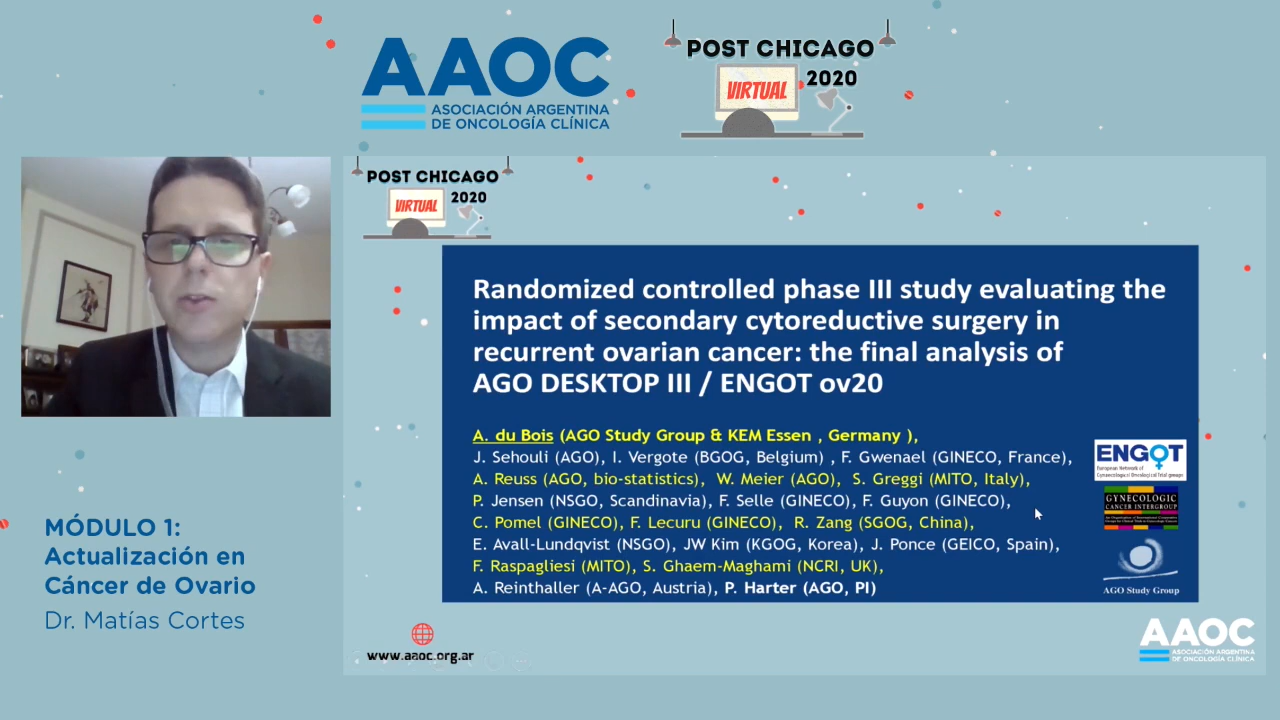 AAOC
ASOCIACIÓN ARGENTINA
DE ONCOLOGÍA CLÍNICA
POST CHICAGO
2020
VIRTUAL
POST CHICAGO
2020
VIRTUAL
Randomized controlled phase III study evaluating the
impact of secondary cytoreductive surgery in
recurrent ovarian cancer: the final analysis of
AGO DESKTOP III / ENGOT ov20
A. du Bois (AGO Study Group & KEM Essen , Germany ),
J. Sehouli (AGO), I. Vergote (BGOG, Belgium) , F. Gwenael (GINECO, France),
A. Reuss (AGO, bio-statistics), W. Meier (AGO), S. Greggi (MITO, Italy),
P. Jensen (NSGO, Scandinavia), F. Selle (GINECO), F. Guyon (GINECO),
C. Pomel (GINECO), F. Lecuru (GINECO), R. Zang (SGOG, China),
E. Avall-Lundqvist (NSGO), JW Kim (KGOG, Korea), J. Ponce (GEICO, Spain),
F. Raspagliesi (MITO), S. Ghaem-Maghami (NCRI, UK),
A. Reinthaller (A-AGO, Austria), P. Harter (AGO, PI)
ENGOT
European Network of
GYNECOLOGIC
CANCER INTERGROUP
AGO Study Group
MÓDULO 1:
Actualización en
Cáncer de Ovario
Dr. Matías Cortes
www.aaoc.org.ar
AAOC
ASOCIACIÓN ARGENTINA
DE ONCOLOGÍA CLÍNICA